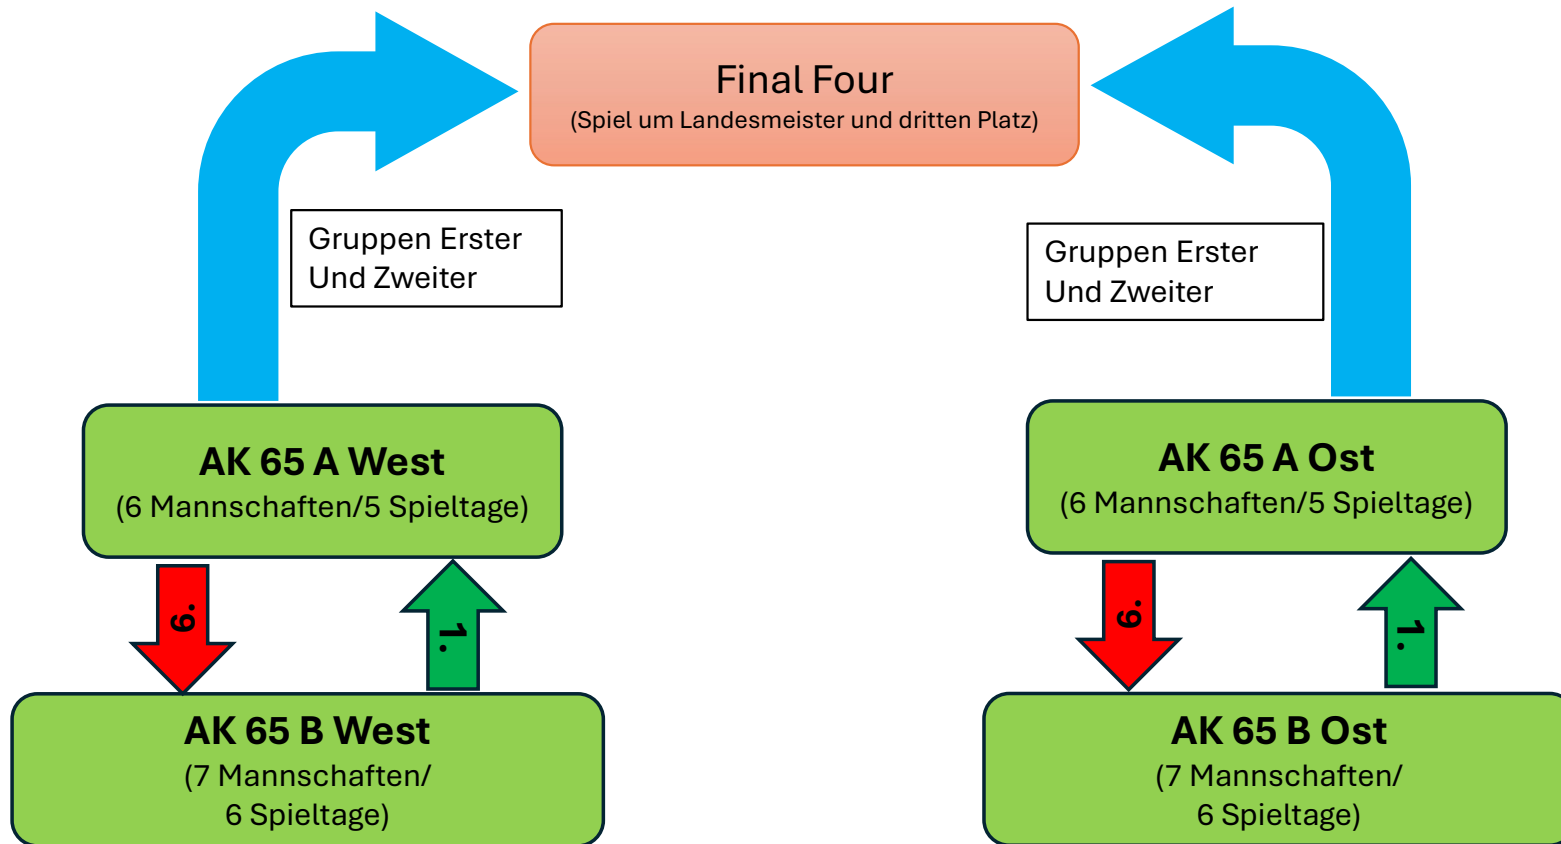 Final Four
(Spiel um Landesmeister und dritten Platz)
Gruppen Erster
Und Zweiter
Gruppen Erster
Und Zweiter
AK 65 A West
(6 Mannschaften/5 Spieltage)
AK 65 A Ost
(6 Mannschaften/5 Spieltage)
6.
1.
6.
1.
AK 65 B West
(7 Mannschaften/
6 Spieltage)
AK 65 B Ost
(7 Mannschaften/
6 Spieltage)